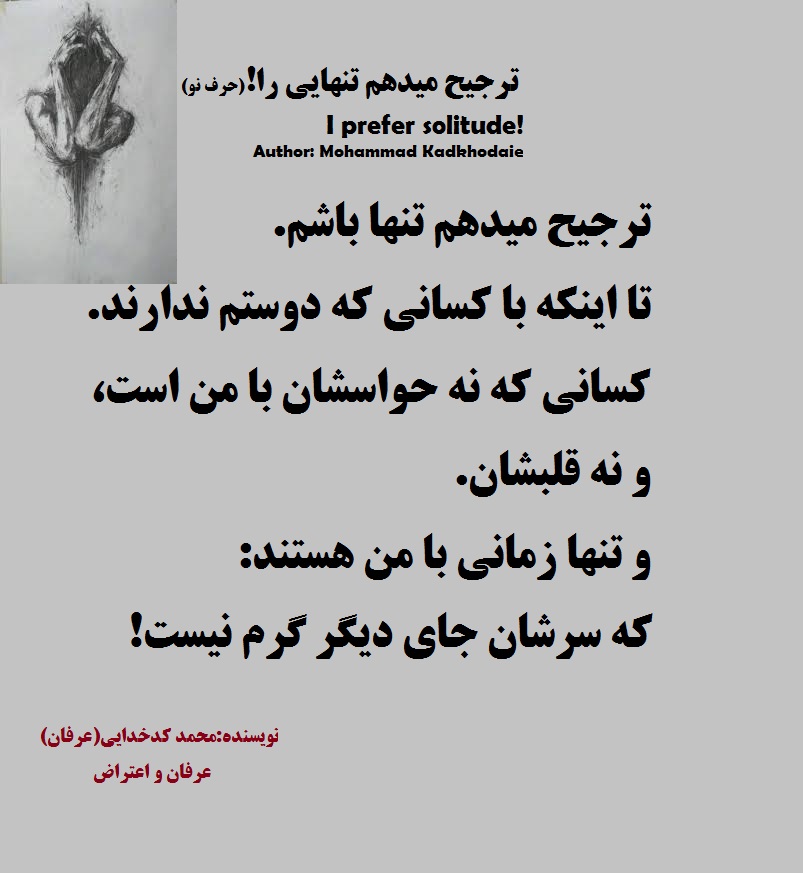 ترجیح میدهم تنهایی را!(حرف نو)
I prefer solitude!
Author: Mohammad Kadkhodaie
ترجیح میدهم تنها باشم.
تا اینکه با کسانی که دوستم ندارند.
کسانی که نه حواسشان با من است،
و نه قلبشان.
و تنها زمانی با من هستند:
که سرشان جای دیگر گرم نیست!
نویسنده:محمد کدخدایی(عرفان)
عرفان و اعتراض